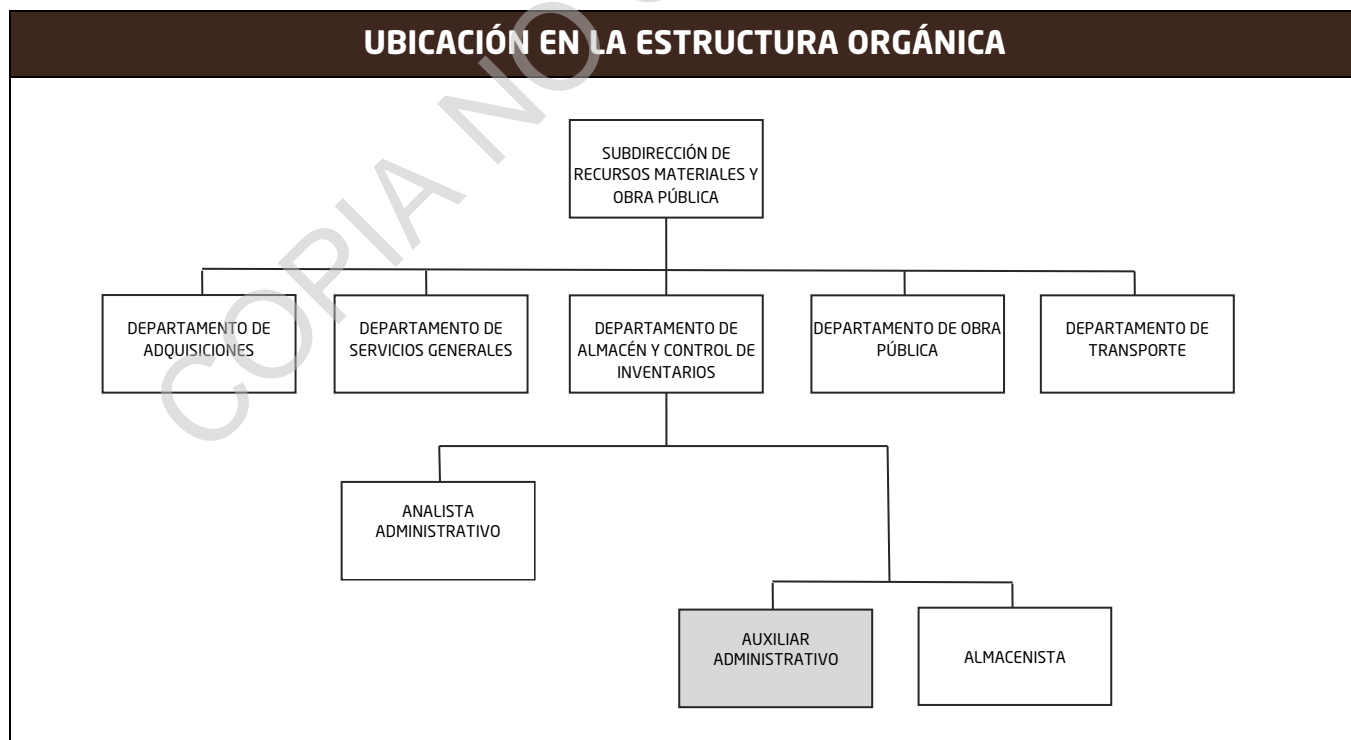 UBICACIÓN EN LA ESTRUCTURA ORGÁNICA
SUBDIRECCIÓN DE
RECURSOS MATERIALES Y
OBRA PÚBLICA
DEPARTAMENTO DE
ADQUISICIONES
DEPARTAMENTO DE
SERVICIOS GENERALES
DEPARTAMENTO DE
ALMACÉN Y CONTROL DE
INVENTARIOS
DEPARTAMENTO DE OBRA
PÚBLICA
DEPARTAMENTO DE
TRANSPORTE
ANALISTA
ADMINISTRATIVO
AUXILIAR
ADMINISTRATIVO
ALMACENISTA
COPIA NO